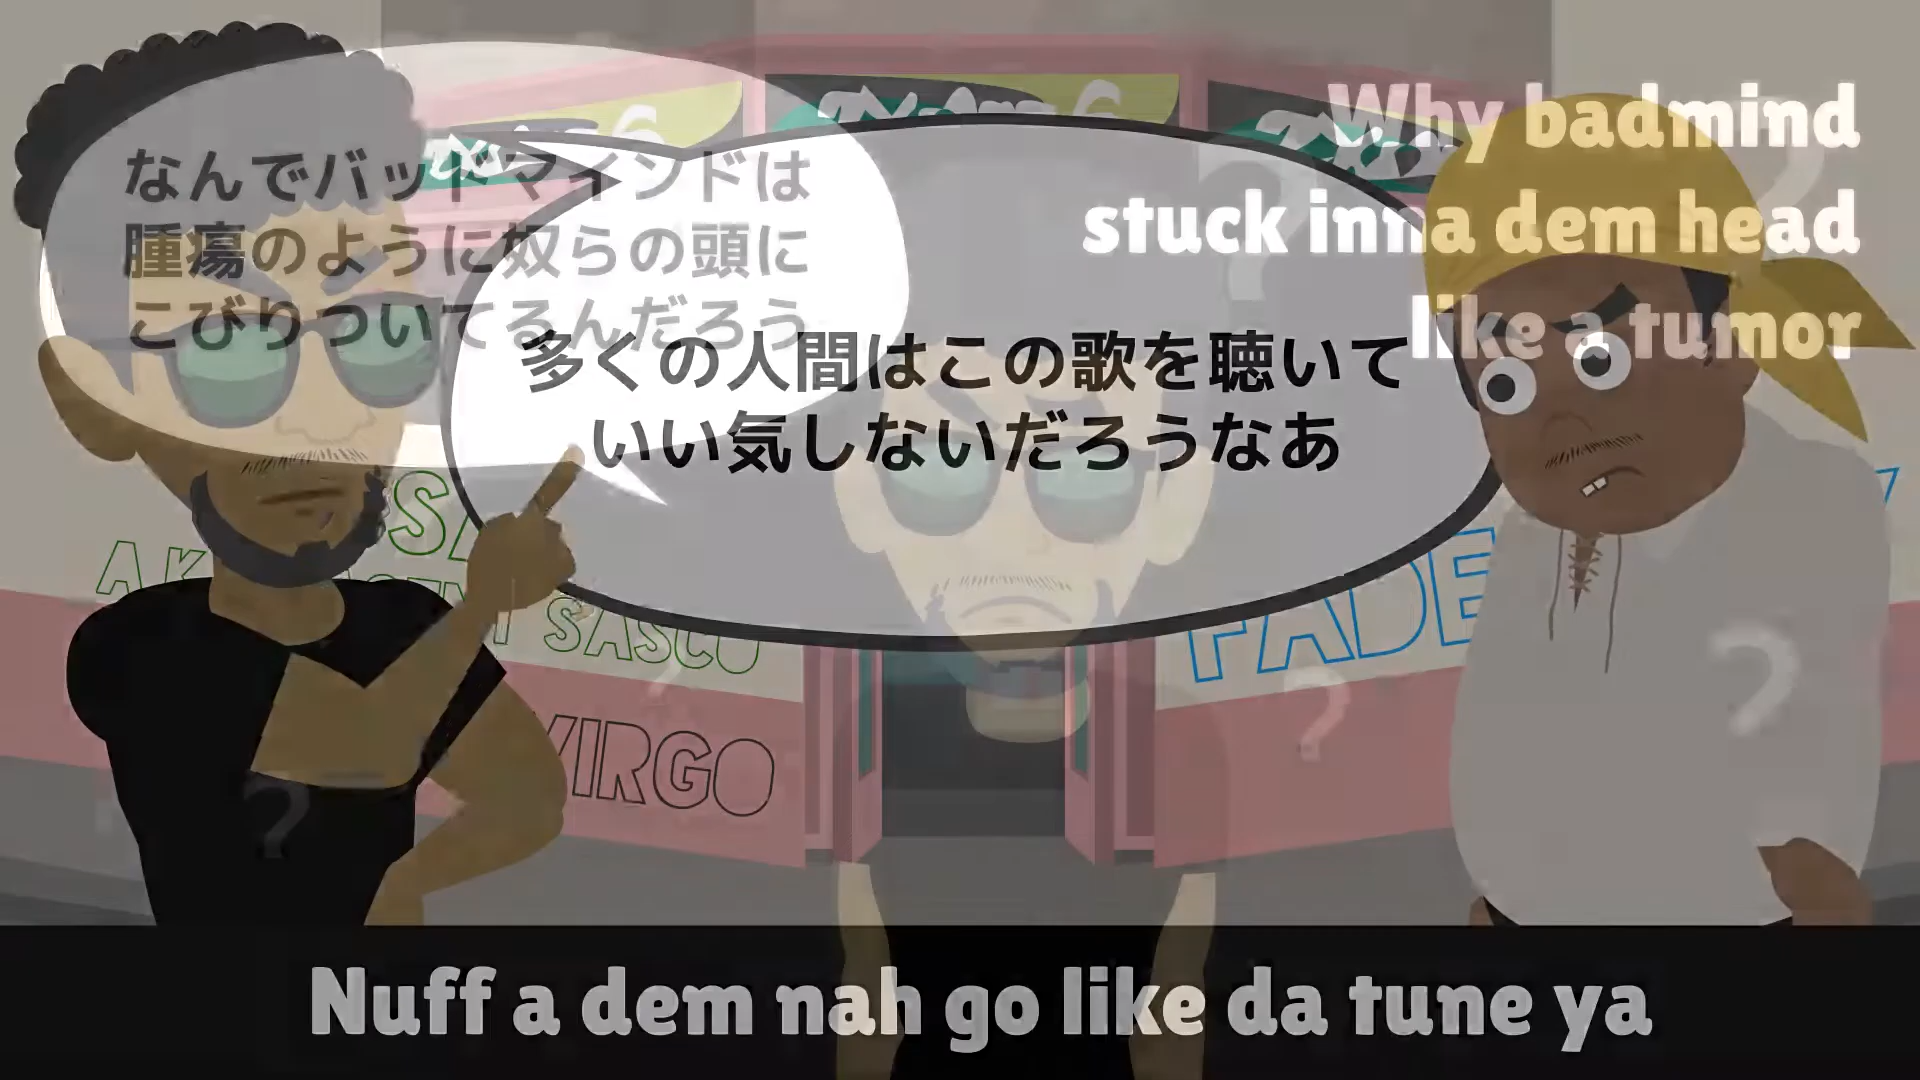 なんでバッドマインドは
腫瘍のように奴らの頭に
こびりついてるんだろう
Why badmind
stuck inna dem head
like a tumor
多くの人間はこの歌を聴いて
いい気しないだろうなあ
SASCO
FADE
VIRGO
Nuff a dem nah go like da tune ya